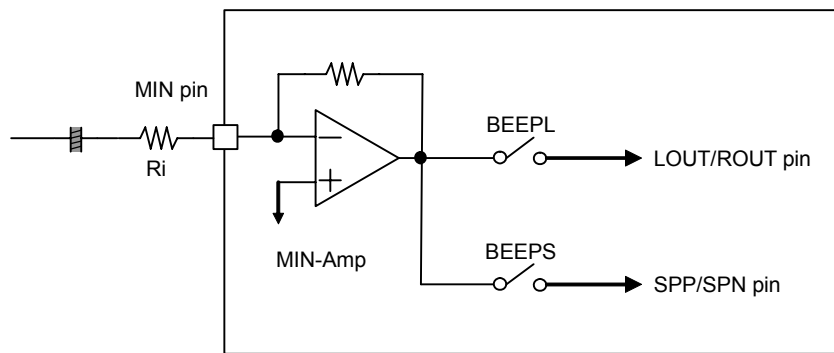 MIN pin
Ri
−
+
MIN-Amp
BEEPL
LOUT/ROUT pin
BEEPS
SPP/SPN pin